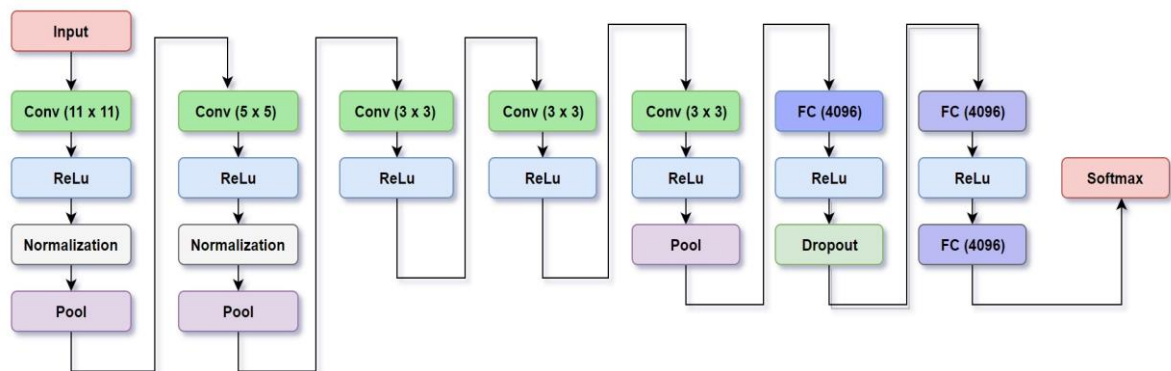 Input
Conv (11 x 11)
ReLu
Normalization
Pool
Conv (5 x 5)
ReLu
Normalization
Pool
Conv (3 x 3)
ReLu
Conv (3 x 3)
ReLu
Conv (3 x 3)
ReLu
Pool
FC (4096)
ReLu
Dropout
FC (4096)
ReLu
FC (4096)
Softmax